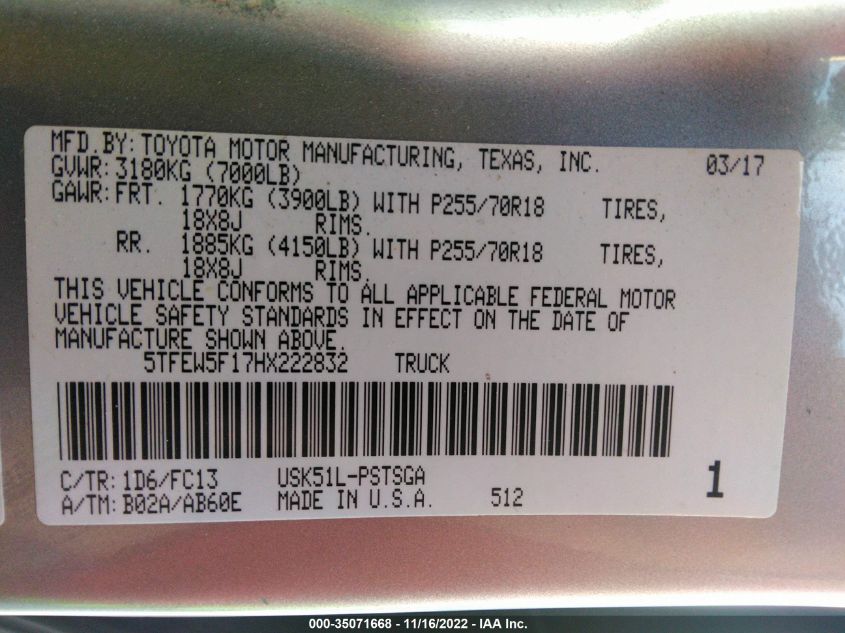 MFD.BY: TOYOTA MOTOR MANUFACTURING, TEXAS, INC. 03/17
GVWR: 3180KG (7000LB)
GAWR: FRT. 1770KG (3900LB) WITH P255/70R18 TIRES,
18X8J RIMS.
RR. 1885KG (4150LB) WITH P255/70R18 TIRES,
18X8J RIMS.
THIS VEHICLE CONFORMS TO ALL APPLICABLE FEDERAL MOTOR
VEHICLE SAFETY STANDARDS IN EFFECT ON THE DATE OF
MANUFACTURE SHOWN ABOVE.
5TFEW5F17HX222832 TRUCK
C/TR: 1D6/FC13 USK51L-PSTSGA 1
A/TM: B02A/AB60E MADE IN U.S.A. 512
000-35071668 - 11/16/2022 - IAA Inc.